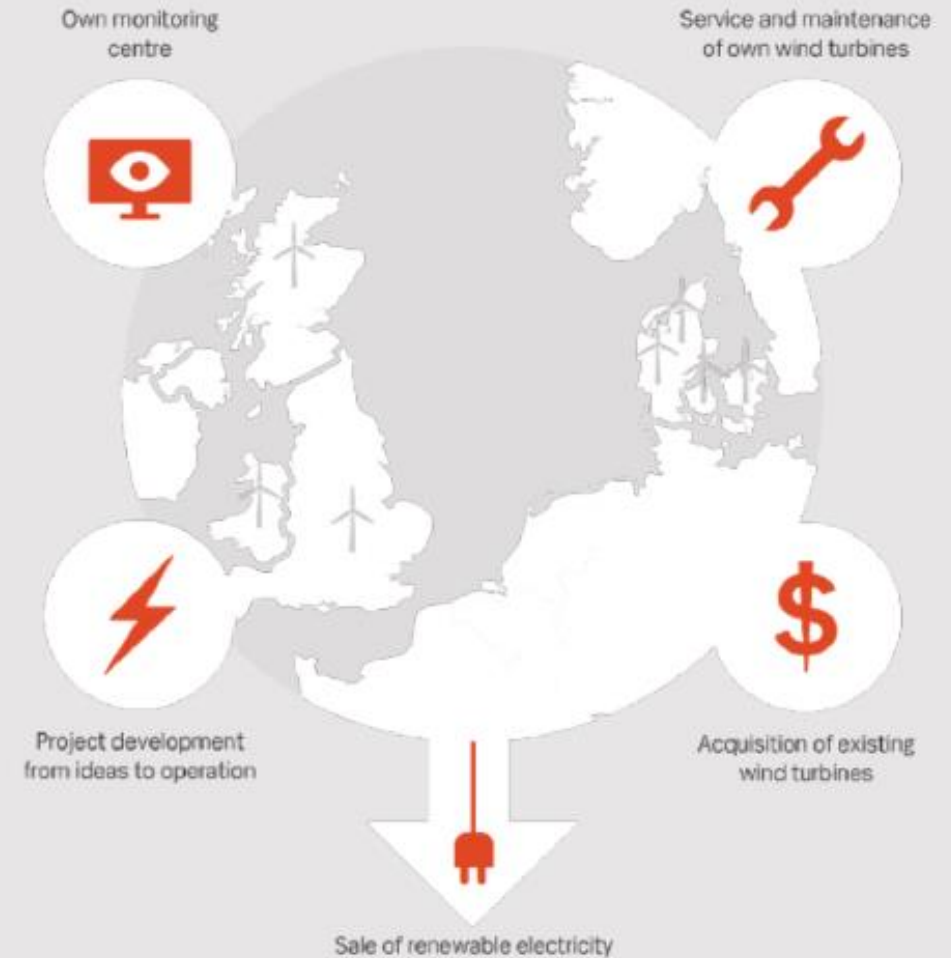 Own monitoring
centre
Service and maintenance
of own wind turbines
$
Project development
from ideas to operation
Acquisition of existing
wind turbines
Sale of renewable electricity